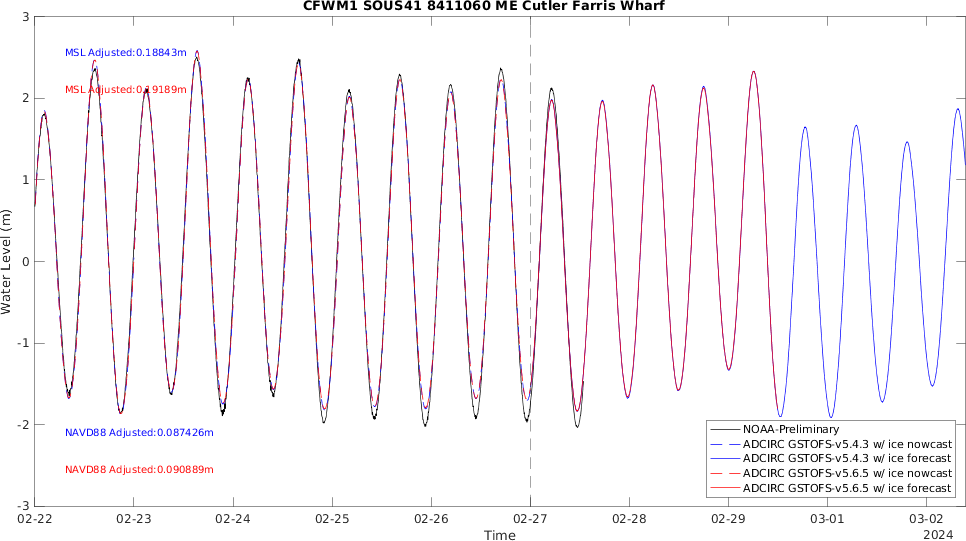 CFWM1 SOUS41 8411060 ME Cutler Farris Wharf
3
2
1
0
-1
-2
-3
Water Level (m)
MSL Adjusted:0.18843m
MSL Adjusted:0.19189m
NAVD88 Adjusted:0.087426m
NAVD88 Adjusted:0.090889m
NOAA-Preliminary
ADCIRC GSTOFS-v5.4.3 w/ ice nowcast
ADCIRC GSTOFS-v5.4.3 w/ ice forecast
ADCIRC GSTOFS-v5.6.5 w/ ice nowcast
ADCIRC GSTOFS-v5.6.5 w/ ice forecast
02-22 02-23 02-24 02-25 02-26 02-27 02-28 02-29 03-01 03-02
2024
Time